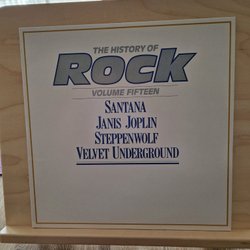 THE HISTORY OF
Rock
VOLUME FIFTEEN
SANTANA
JANIS JOPLIN
STEPPENWOLF
VELVET UNDERGROUND